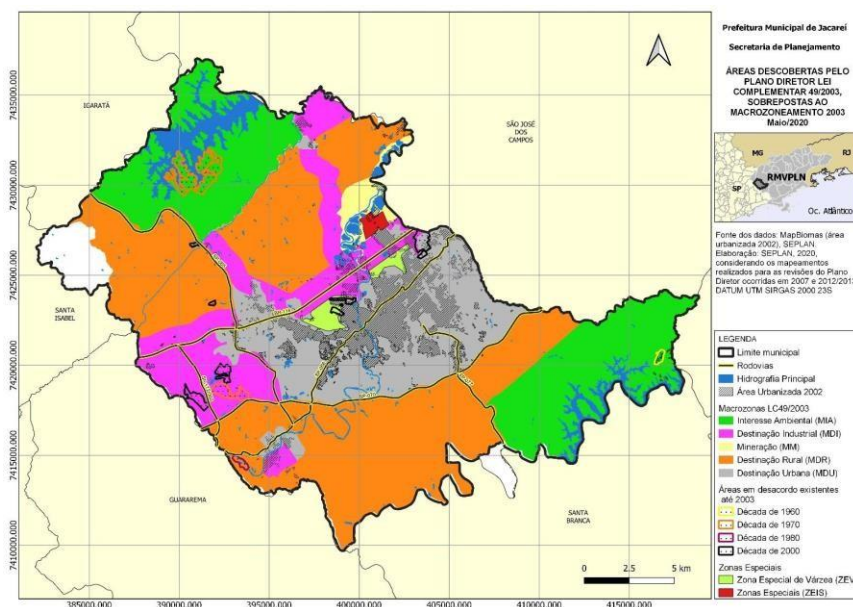 Prefeitura Municipal de Jacareí
Secretaria de Planejamento
ÁREAS DESCOBERTAS PELO
PLANO DIRETOR LEI
COMPLEMENTAR 49/2003,
SOBREPOSTAS AO
MACROZONEAMENTO 2003
Maio/2020
MG
RJ
RMVPLN
SP
Oc. Atlântico
Fonte dos dados: MapBiomas (área
urbanizada 2002), SEPLAN.
Elaboração: SEPLAN, 2020,
considerando os mapeamentos
realizados para as revisões do Plano
Diretor ocorridas em 2007 e 2012/2013
DATUM UTM SIRGAS 2000 23S
LEGENDA
Limite municipal
Rodovias
Hidrografia Principal
Área Urbanizada 2002
Macrozonas LC49/2003
Interesse Ambiental (MIA)
Destinação Industrial (MDI)
Mineração (MM)
Destinação Rural (MDR)
Destinação Urbana (MDU)
Áreas em desacordo existentes
até 2003
Década de 1960
Década de 1970
Década de 1980
Década de 2000
Zonas Especiais
Zona Especial de Várzea (ZEV
Zonas Especiais (ZEIS)
IGARATÁ
SÃO JOSÉ
DOS
CAMPOS
SANTA
ISABEL
GUARAREMA
SANTA
BRANCA
7435000,000
7430000,000
7425000,000
7420000,000
7415000,000
7410000,000
0 2.5 5 km
385000,000 390000,000 395000,000 400000,000 405000,000 410000,000 415000,000